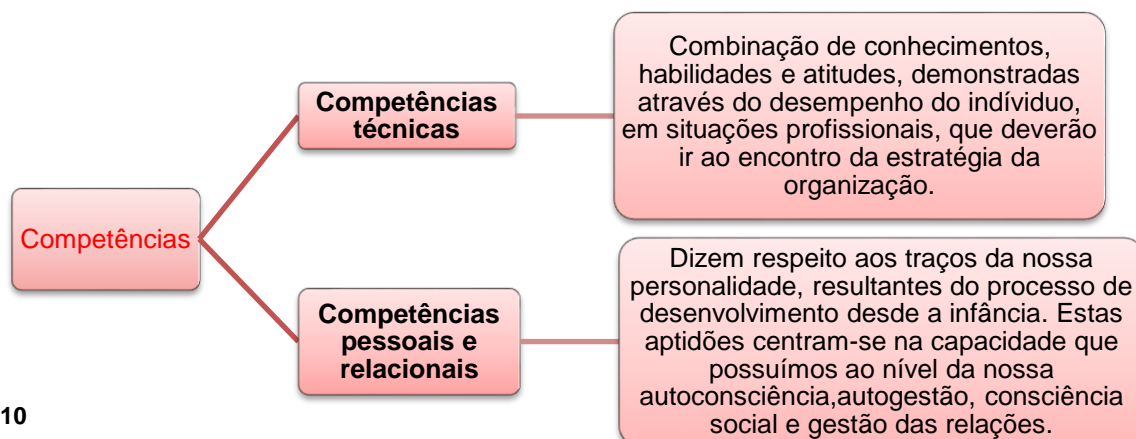 Competências
Competências
técnicas
Combinação de conhecimentos,
habilidades e atitudes, demonstradas
através do desempenho do indíviduo,
em situações profissionais, que deverão
ir ao encontro da estratégia da
organização.
Competências
pessoais e
relacionais
Dizem respeito aos traços da nossa
personalidade, resultantes do processo de
desenvolvimento desde a infância. Estas
aptidões centram-se na capacidade que
possuímos ao nível da nossa
autoconsciência,autogestão, consciência
social e gestão das relações.
10